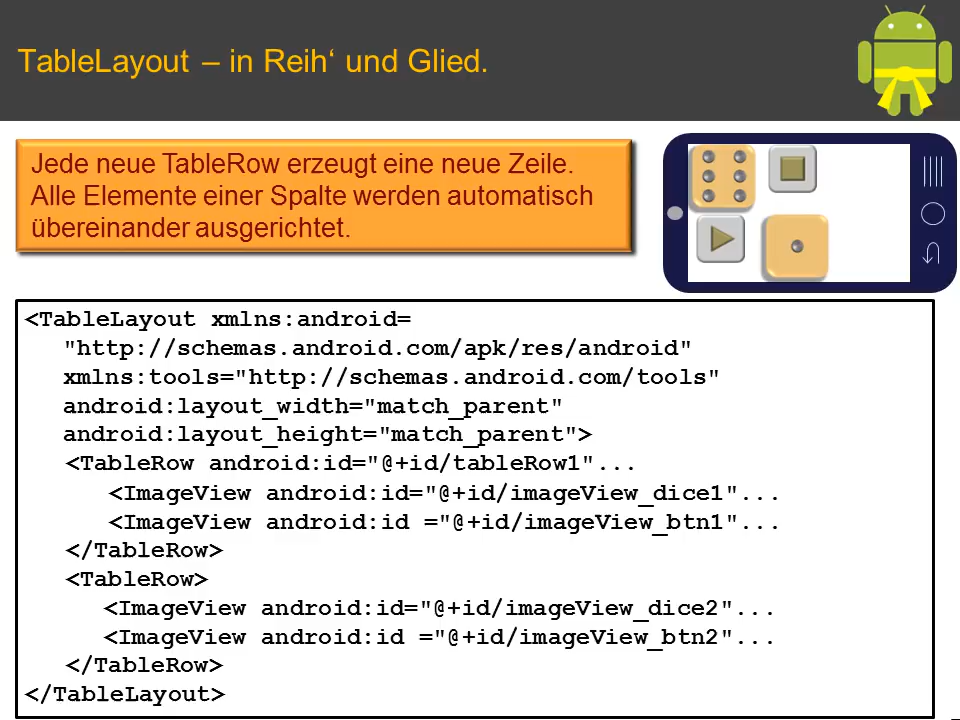 TableLayout – in Reih‘ und Glied.
Jede neue TableRow erzeugt eine neue Zeile.
Alle Elemente einer Spalte werden automatisch
übereinander ausgerichtet.
<TableLayout xmlns:android=
"http://schemas.android.com/apk/res/android"
xmlns:tools="http://schemas.android.com/tools"
android:layout_width="match_parent"
android:layout_height="match_parent">
<TableRow android:id="@+id/tableRow1"...
<ImageView android:id="@+id/imageView_dice1"...
<ImageView android:id ="@+id/imageView_btn1"...
</TableRow>
<TableRow>
<ImageView android:id="@+id/imageView_dice2"...
<ImageView android:id ="@+id/imageView_btn2"...
</TableRow>
</TableLayout>